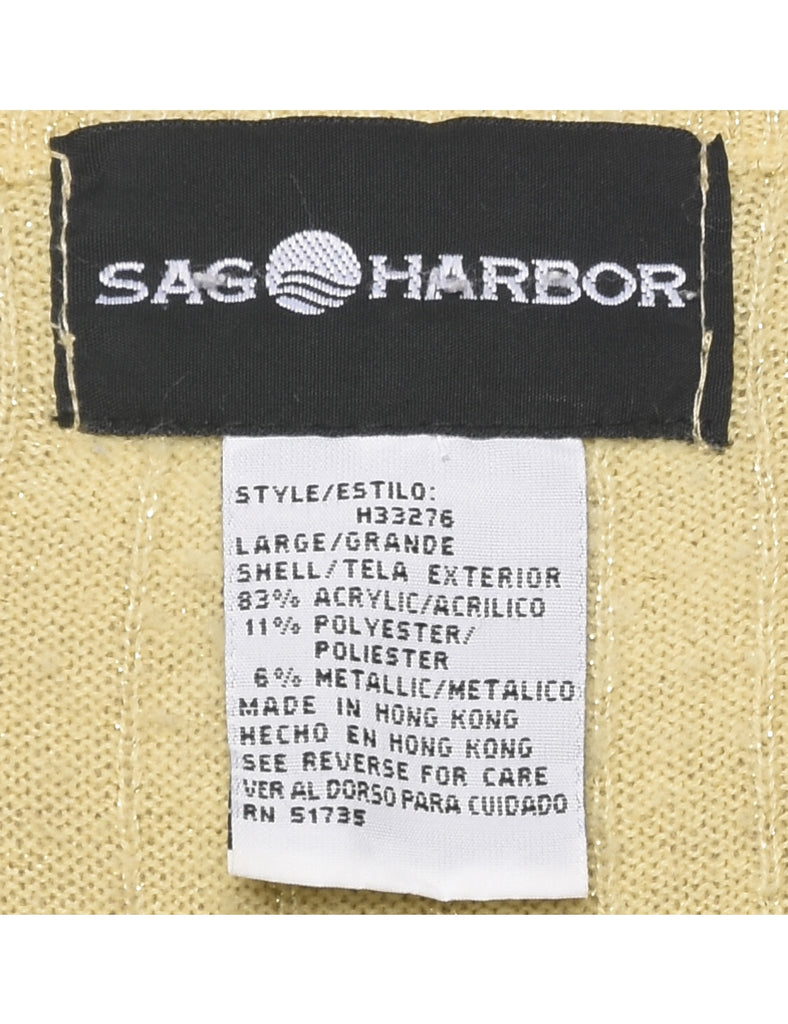 SAG HARBOR
STYLE/ESTILO:
H33276
LARGE/GRANDE
SHELL/TELA EXTERIOR
83% ACRYLIC/ACRILICO
11% POLYESTER/
POLIESTER
6% METALLIC/METALICO
MADE IN HONG KONG
HECHO EN HONG KONG
SEE REVERSE FOR CARE
VER AL DORSO PARA CUIDADO
RN 51735